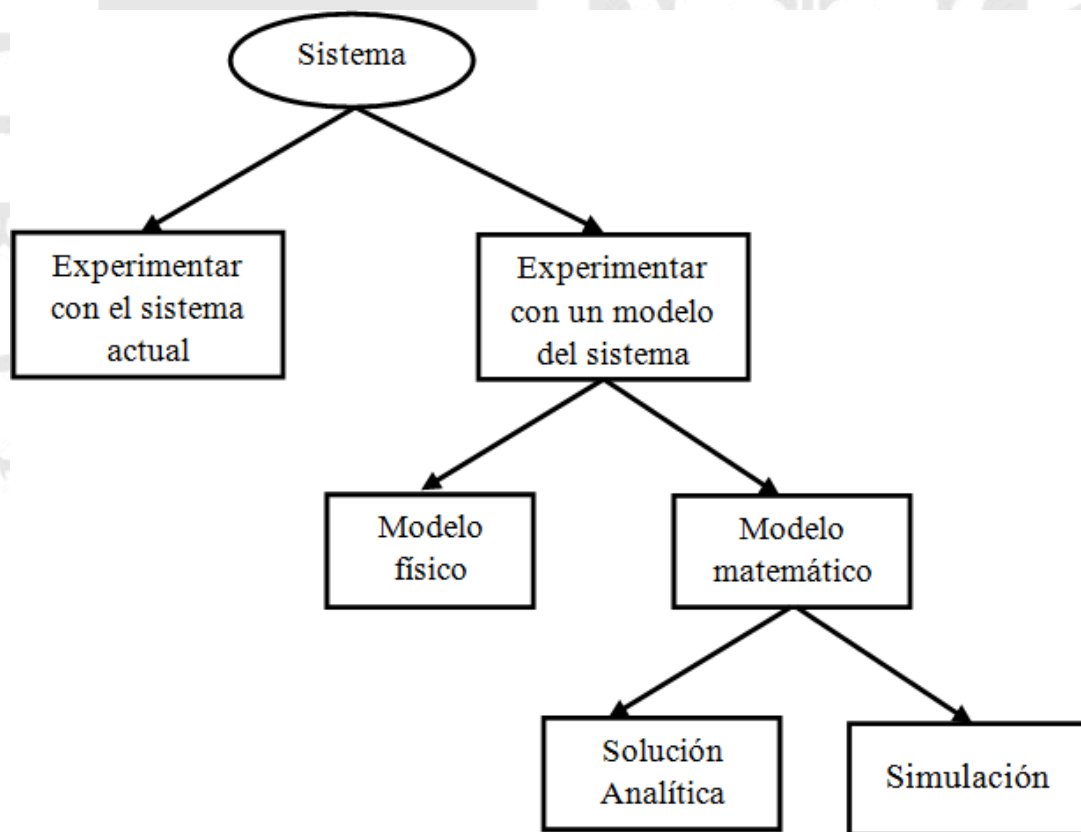 Sistema
Experimentar
con el sistema
actual
Experimentar
con un modelo
del sistema
Modelo
físico
Modelo
matemático
Solución
Analítica
Simulación